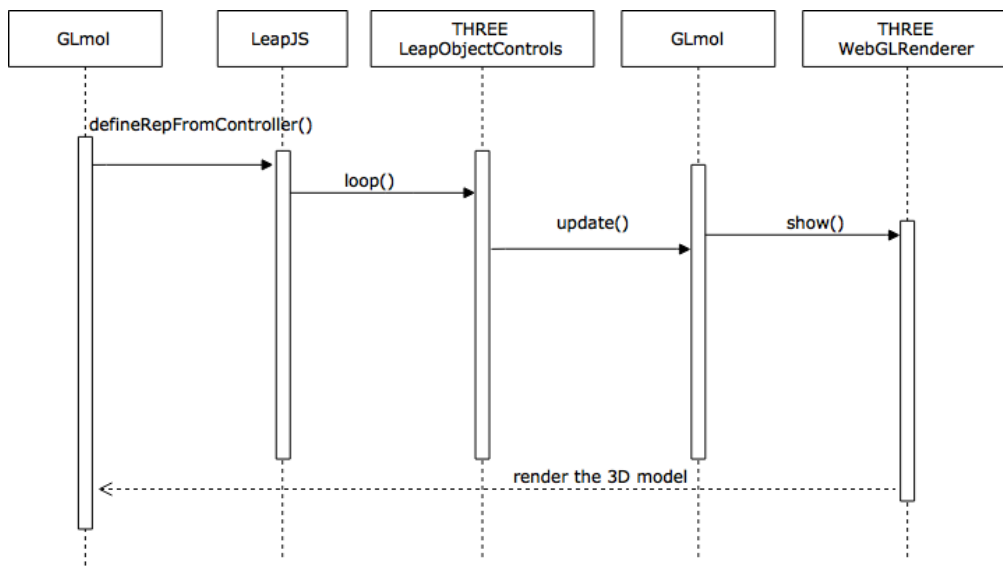 GLmol
LeapJS
THREE
LeapObjectControls
GLmol
THREE
WebGLRenderer
defineRepFromController()
loop()
update()
show()
render the 3D model